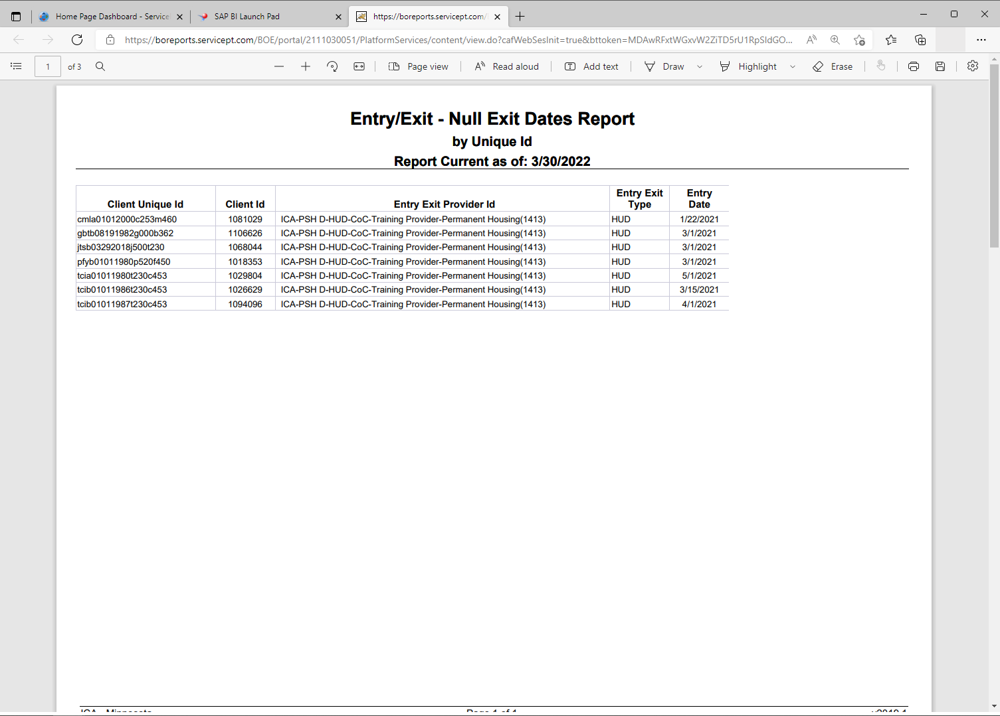 Home Page Dashboard - Service
SAP BI Launch Pad
https://boreports.servicept.com/
https://boreports.servicept.com/BOE/portal/2111030051/PlatformServices/content/view.do?cafWebSesInit=true&bttoken=MDAwRFxtWGxvW2ZiTD5rU1RpSldGO...
1 of 3
Page view
Read aloud
Add text
Draw
Highlight
Erase
Entry/Exit - Null Exit Dates Report
by Unique Id
Report Current as of: 3/30/2022
Client Unique Id Client Id Entry Exit Provider Id Entry Exit Type Entry Date
cmla01012000c253m460 1081029 ICA-PSH D-HUD-CoC-Training Provider-Permanent Housing(1413) HUD 1/22/2021
gbtb08191982g000b362 1106626 ICA-PSH D-HUD-CoC-Training Provider-Permanent Housing(1413) HUD 3/1/2021
jtsb03292018j500t230 1068044 ICA-PSH D-HUD-CoC-Training Provider-Permanent Housing(1413) HUD 3/1/2021
pfyb01011980p520f450 1018353 ICA-PSH D-HUD-CoC-Training Provider-Permanent Housing(1413) HUD 3/1/2021
tcia01011980t230c453 1029804 ICA-PSH D-HUD-CoC-Training Provider-Permanent Housing(1413) HUD 5/1/2021
tcib01011986t230c453 1026629 ICA-PSH D-HUD-CoC-Training Provider-Permanent Housing(1413) HUD 3/15/2021
tcib01011987t230c453 1094096 ICA-PSH D-HUD-CoC-Training Provider-Permanent Housing(1413) HUD 4/1/2021
ICA - Minnesota Page 1 of 1 v2019.1